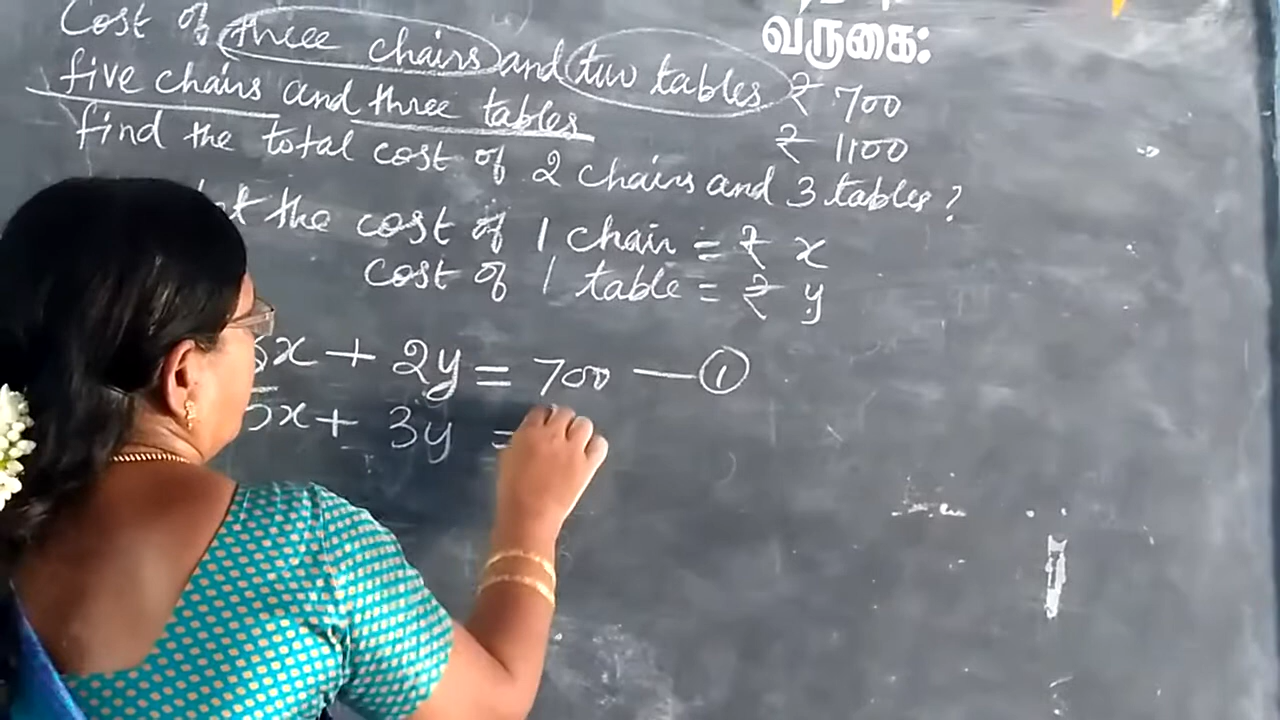 வருகை:
Cost of three chairs and two tables ₹ 700
five chairs and three tables ₹ 1100
find the total cost of 2 chairs and 3 tables?
the cost of 1 chair = ₹ x
cost of 1 table = ₹ y
x + 2y = 700 — ①
5x + 3y =